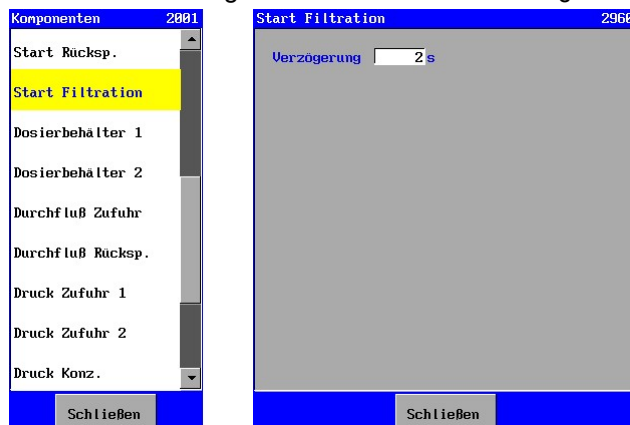 Komponenten 2001
Start Rücksp.
Start Filtration
Dosierbehälter 1
Dosierbehälter 2
Durchfluß Zufuhr
Durchfluß Rücksp.
Druck Zufuhr 1
Druck Zufuhr 2
Druck Konz.
Schließen
Start Filtration 2960
Verzögerung 2 s
Schließen